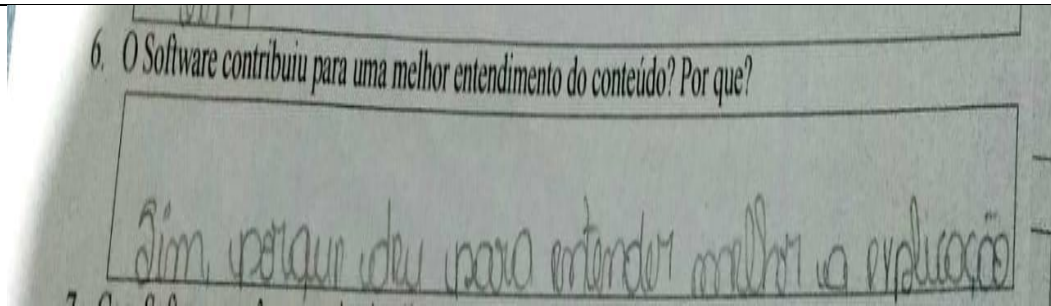 6. O Software contribuiu para uma melhor entendimento do conteúdo? Por que?
Sim, porque deu para entender melhor a explicação